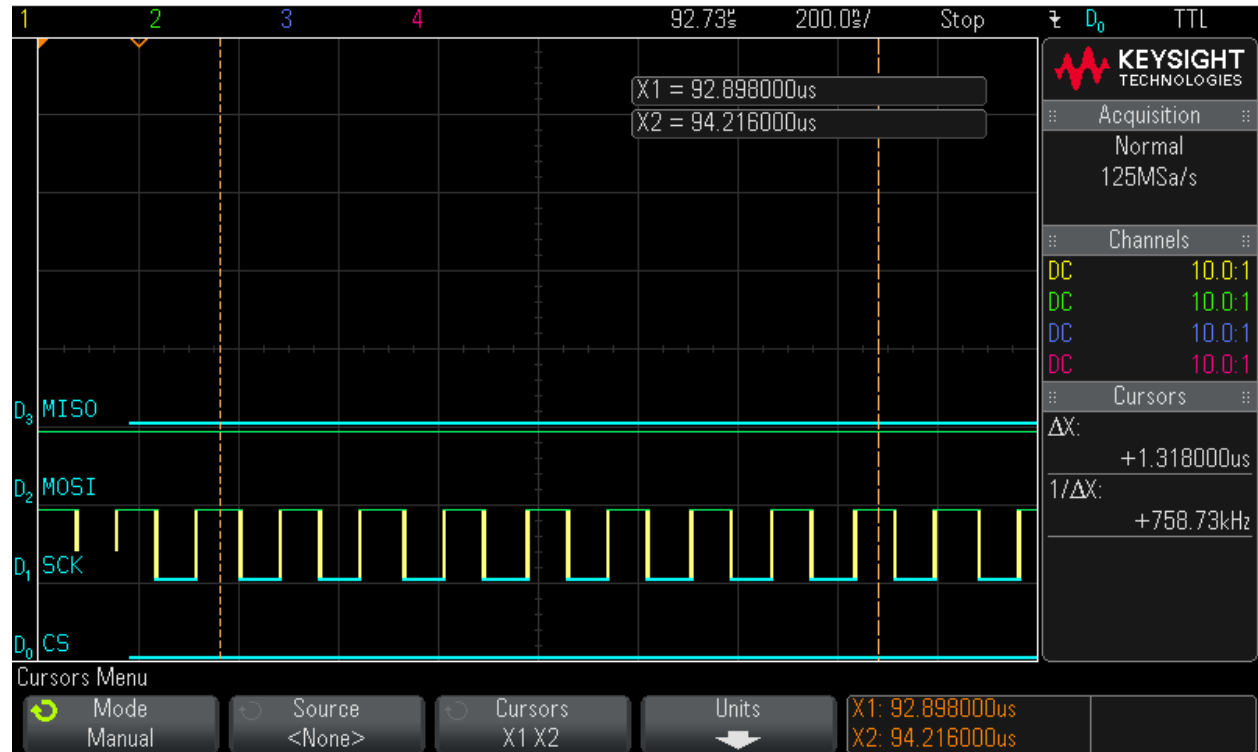 1 2 3 4 92.73us 200.0ns/ Stop D0 TTL
KEYSIGHT
TECHNOLOGIES
X1 = 92.898000us
X2 = 94.216000us
Acquisition
Normal
125MSa/s
Channels
DC 10.0:1
DC 10.0:1
DC 10.0:1
DC 10.0:1
Cursors
ΔX:
+1.318000us
1/ΔX:
+758.73kHz
D3 MISO
D2 MOSI
D1 SCK
D0 CS
Cursors Menu
Mode
Manual
Source
<None>
Cursors
X1 X2
Units
X1: 92.898000us
X2: 94.216000us